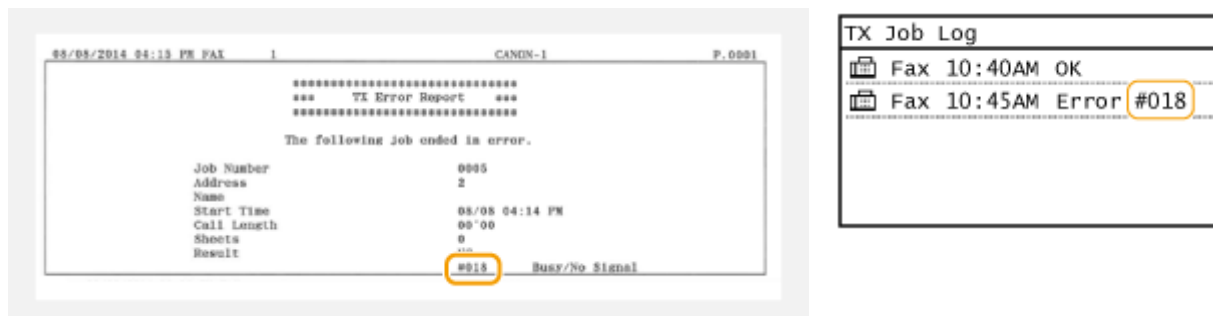 08/08/2014 04:15 PM FAX 1 CANON-1 P.0001
********************************
*** TX Error Report ***
********************************
The following job ended in error.
Job Number 0005
Address 2
Name
Start Time 08/08 04:14 PM
Call Length 00'00
Sheets 0
Result
#018 Busy/No Signal
TX Job Log
Fax 10:40AM OK
Fax 10:45AM Error #018